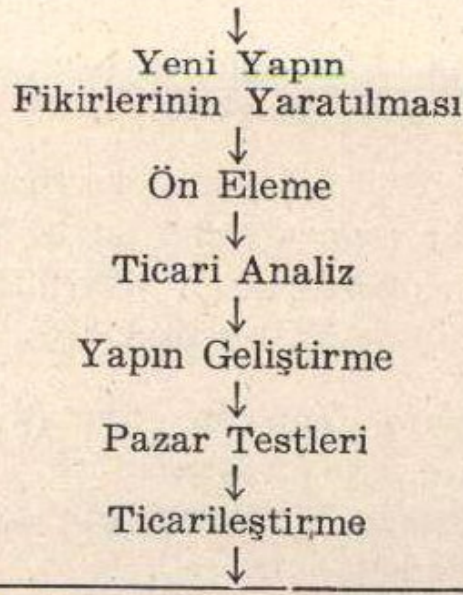 Yeni Yapın
Fikirlerinin Yaratılması
Ön Eleme
Ticari Analiz
Yapın Geliştirme
Pazar Testleri
Ticarileştirme